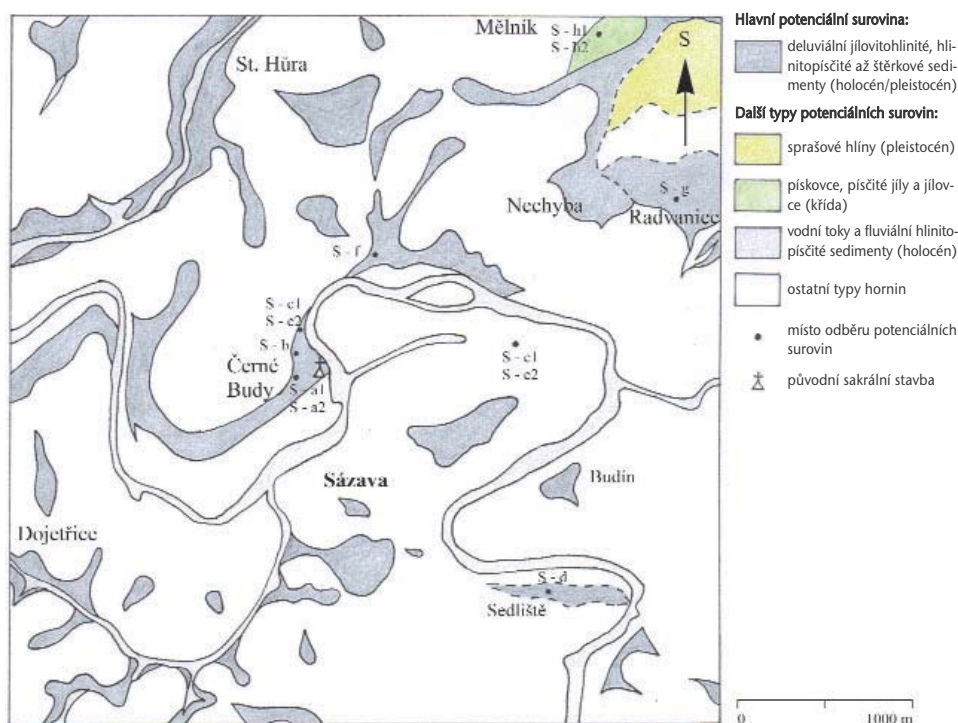 Mělník
S - h1
S - h2
S
St. Hůra
S - g
Nechyba
Radvanice
S - f
S - c1
S - c2
S - b
Černé
Budy
S - a1
S - a2
S - e1
S - e2
Sázava
Budín
Dojetřice
S - d
Sedliště
Hlavní potenciální surovina:
deluviální jílovitohlinité, hli-
nitopísčité až štěrkové sedi-
menty (holocén/pleistocén)
Další typy potenciálních surovin:
sprašové hlíny (pleistocén)
pískovce, písčité jíly a jílov-
ce (křída)
vodní toky a fluviální hlinito-
písčité sedimenty (holocén)
ostatní typy hornin
místo odběru potenciálních
surovin
původní sakrální stavba
0 1000 m